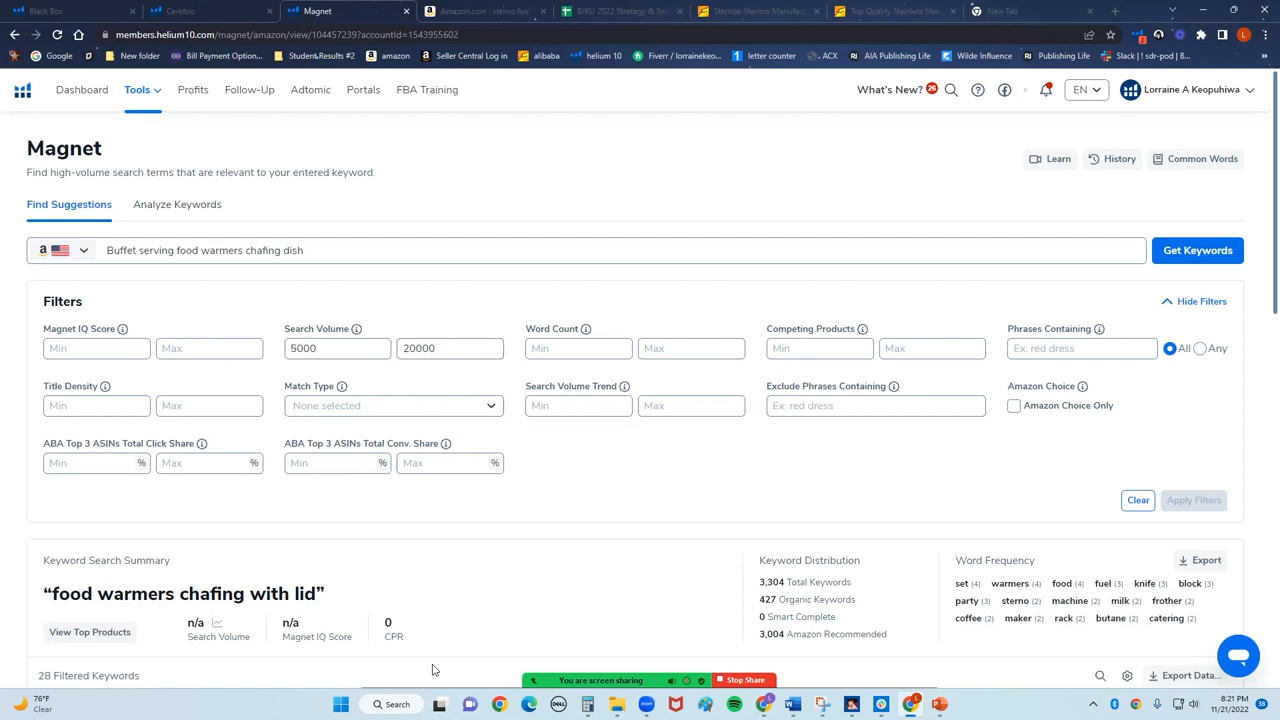 Black Box
Cerebro
Magnet
Amazon.com : sterno fuel
IUKU 2022 Strategy & Se
Sternos-Sternos Manufact
Top Quality Stainless Ster
New Tab
members.helium10.com/magnet/amazon/view/104457239?accountId=1543955602
Google
New folder
Bill Payment Option...
Student Results #2
amazon
Seller Central Log in
alibaba
helium 10
Fiverr / lorrainekeo...
letter counter
ACX
AIA Publishing Life
Wilde Influence
Publishing Life
Slack | ! sdr-pod | 8...
Dashboard
Tools
Profits
Follow-Up
Adtomic
Portals
FBA Training
What's New? 26
EN
Lorraine A Keopuhiwa
Magnet
Find high-volume search terms that are relevant to your entered keyword.
Learn
History
Common Words
Find Suggestions
Analyze Keywords
Buffet serving food warmers chafing dish
Get Keywords
Filters
Hide Filters
Magnet IQ Score
Search Volume
Word Count
Competing Products
Phrases Containing
Min
Max
5000
20000
Min
Max
Min
Max
Ex: red dress
All
Any
Title Density
Match Type
Search Volume Trend
Exclude Phrases Containing
Amazon Choice
Min
Max
None selected
Min
Max
Ex: red dress
Amazon Choice Only
ABA Top 3 ASINs Total Click Share
ABA Top 3 ASINs Total Conv. Share
Min %
Max %
Min %
Max %
Clear
Apply Filters
Keyword Search Summary
“food warmers chafing with lid”
View Top Products
n/a
Search Volume
n/a
Magnet IQ Score
0
CPR
Keyword Distribution
3,304 Total Keywords
427 Organic Keywords
0 Smart Complete
3,004 Amazon Recommended
Word Frequency
Export
set (4) warmers (4) food (4) fuel (3) knife (3) block (3)
party (3) sterno (2) machine (2) milk (2) frother (2)
coffee (2) maker (2) rack (2) butane (2) catering (2)
28 Filtered Keywords
Export Data...
You are screen sharing
Stop Share
76°F
Clear
Search
8:21 PM
11/21/2022